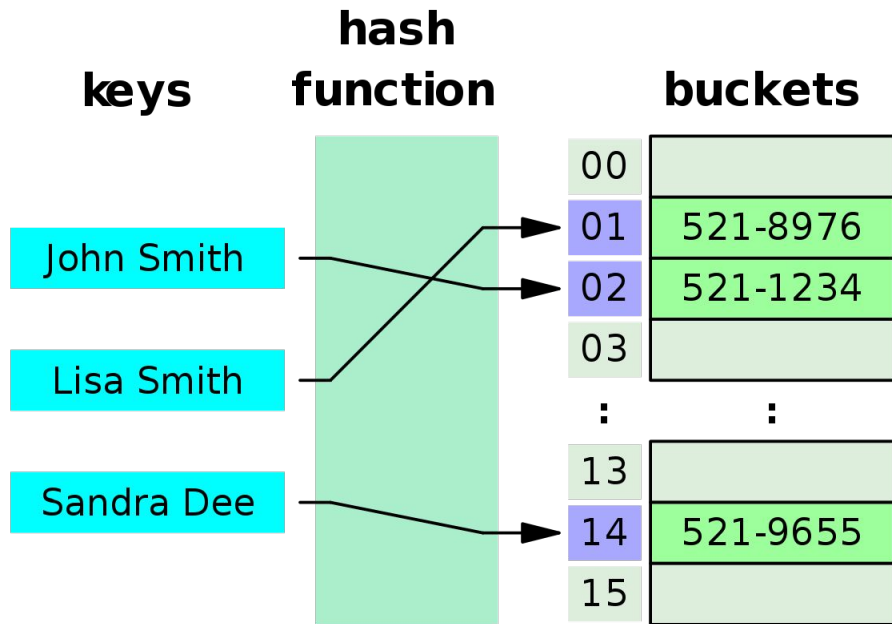 keys
hash
function
buckets
John Smith
Lisa Smith
Sandra Dee
00
01 521-8976
02 521-1234
03
: :
13
14 521-9655
15